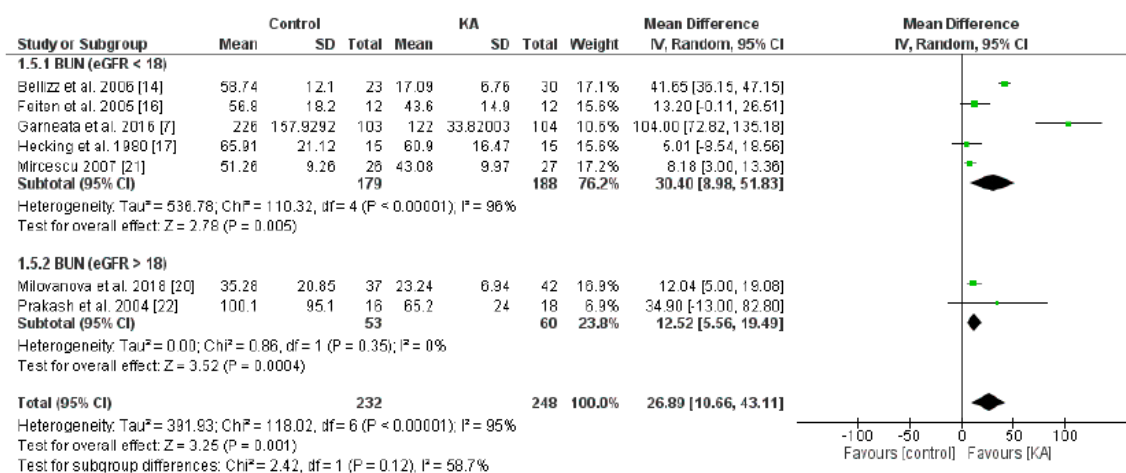 Control KA Mean Difference Mean Difference
Study or Subgroup Mean SD Total Mean SD Total Weight IV, Random, 95% CI IV, Random, 95% CI
1.5.1 BUN (eGFR < 18)
Bellizz et al. 2006 [14] 58.74 12.1 23 17.09 6.76 30 17.1% 41.65 [36.15, 47.15]
Feiten et al. 2005 [16] 56.8 18.2 12 43.6 14.9 12 15.6% 13.20 [-0.11, 26.51]
Garneata et al. 2016 [7] 226 157.9292 103 122 33.82003 104 10.6% 104.00 [72.82, 135.18]
Hecking et al. 1980 [17] 65.91 21.12 15 60.9 16.47 15 15.6% 5.01 [-8.54, 18.56]
Mircescu 2007 [21] 51.26 9.26 26 43.08 9.97 27 17.2% 8.18 [3.00, 13.36]
Subtotal (95% CI) 179 188 76.2% 30.40 [8.98, 51.83]
Heterogeneity: Tau² = 536.78; Chi² = 110.32, df = 4 (P < 0.00001); I² = 96%
Test for overall effect: Z = 2.78 (P = 0.005)
1.5.2 BUN (eGFR > 18)
Milovanova et al. 2018 [20] 35.28 20.85 37 23.24 6.94 42 16.9% 12.04 [5.00, 19.08]
Prakash et al. 2004 [22] 100.1 95.1 16 65.2 24 18 6.9% 34.90 [-13.00, 82.80]
Subtotal (95% CI) 53 60 23.8% 12.52 [5.56, 19.49]
Heterogeneity: Tau² = 0.00; Chi² = 0.86, df = 1 (P = 0.35); I² = 0%
Test for overall effect: Z = 3.52 (P = 0.0004)
Total (95% CI) 232 248 100.0% 26.89 [10.66, 43.11]
Heterogeneity: Tau² = 391.93; Chi² = 118.02, df = 6 (P < 0.00001); I² = 95%
Test for overall effect: Z = 3.25 (P = 0.001)
Test for subgroup differences: Chi² = 2.42, df = 1 (P = 0.12), I² = 58.7%
-100 -50 0 50 100
Favours [control] Favours [KA]